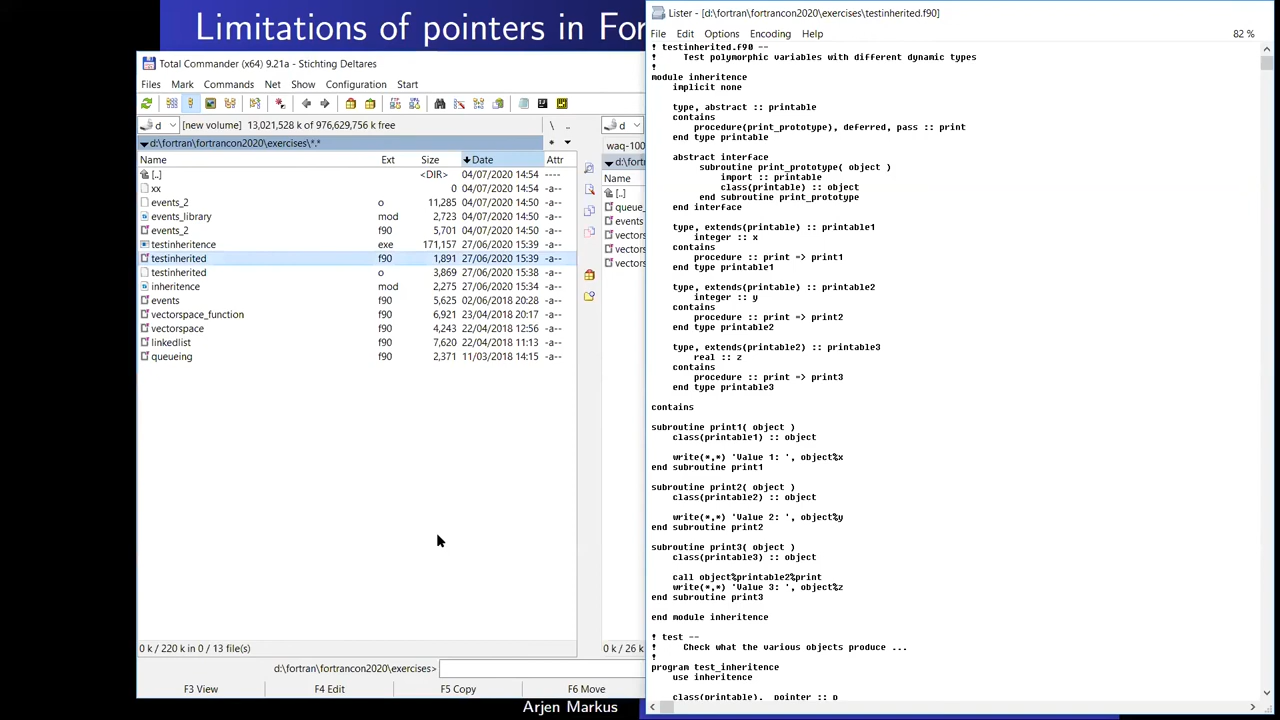 Limitations of pointers in For
Total Commander (x64) 9.21a - Stichting Deltares
Files Mark Commands Net Show Configuration Start
d [new volume] 13,021,528 k of 976,629,756 k free \ ..
d:\fortran\fortrancon2020\exercises\*.* * 
Name Ext Size Date Attr
[..] <DIR> 04/07/2020 14:54 ----
xx 0 04/07/2020 14:54 -a--
events_2 o 11,285 04/07/2020 14:50 -a--
events_library mod 2,723 04/07/2020 14:50 -a--
events_2 f90 5,701 04/07/2020 14:50 -a--
testinheritence exe 171,157 27/06/2020 15:39 -a--
testinherited f90 1,891 27/06/2020 15:39 -a--
testinherited o 3,869 27/06/2020 15:38 -a--
inheritence mod 2,275 27/06/2020 15:34 -a--
events f90 5,625 02/06/2018 20:28 -a--
vectorspace_function f90 6,921 23/04/2018 20:17 -a--
vectorspace f90 4,243 22/04/2018 12:56 -a--
linkedlist f90 7,620 22/04/2018 11:13 -a--
queueing f90 2,371 11/03/2018 14:15 -a--
0 k / 220 k in 0 / 13 file(s)
d:\fortran\fortrancon2020\exercises>
F3 View F4 Edit F5 Copy F6 Move
d
waq-100
d:\fortr
Name
[..]
queue_
events
vectors
vectors
vectors
0 k / 26 k
Arjen Markus
Lister - [d:\fortran\fortrancon2020\exercises\testinherited.f90]
File Edit Options Encoding Help 82 %
! testinherited.f90 --
!     Test polymorphic variables with different dynamic types
!
module inheritence
    implicit none
    type, abstract :: printable
    contains
        procedure(print_prototype), deferred, pass :: print
    end type printable
    abstract interface
         subroutine print_prototype( object )
             import :: printable
             class(printable) :: object
         end subroutine print_prototype
    end interface
    type, extends(printable) :: printable1
        integer :: x
    contains
        procedure :: print => print1
    end type printable1
    type, extends(printable) :: printable2
        integer :: y
    contains
        procedure :: print => print2
    end type printable2
    type, extends(printable2) :: printable3
        real :: z
    contains
        procedure :: print => print3
    end type printable3
contains
subroutine print1( object )
    class(printable1) :: object
    write(*,*) 'Value 1: ', object%x
end subroutine print1
subroutine print2( object )
    class(printable2) :: object
    write(*,*) 'Value 2: ', object%y
end subroutine print2
subroutine print3( object )
    class(printable3) :: object
    call object%printable2%print
    write(*,*) 'Value 3: ', object%z
end subroutine print3
end module inheritence
! test --
!     Check what the various objects produce ...
!
program test_inheritence
    use inheritence
    class(printable),  pointer :: p